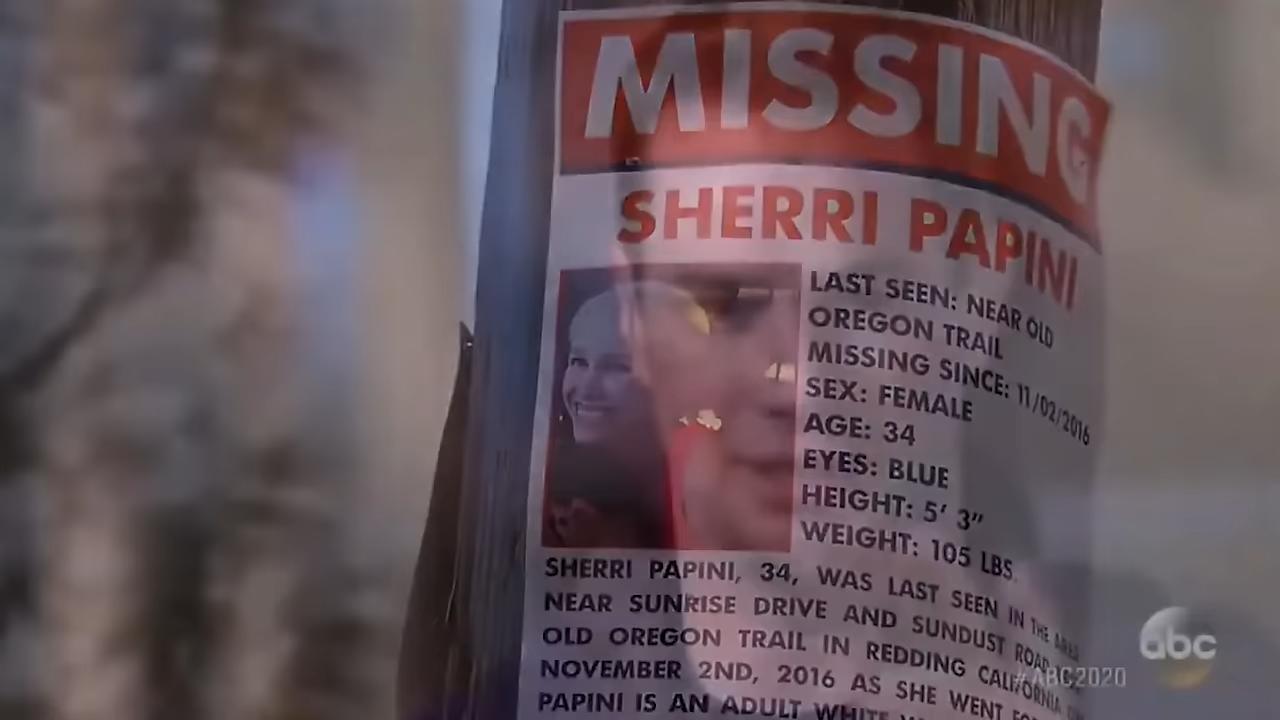 MISSING
SHERRI PAPINI
LAST SEEN: NEAR OLD
OREGON TRAIL
MISSING SINCE: 11/02/2016
SEX: FEMALE
AGE: 34
EYES: BLUE
HEIGHT: 5' 3"
WEIGHT: 105 LBS.
SHERRI PAPINI, 34, WAS LAST SEEN IN THE AREA
NEAR SUNRISE DRIVE AND SUNDUST ROAD
OLD OREGON TRAIL IN REDDING CALIFORNIA
NOVEMBER 2ND, 2016 AS SHE WENT
PAPINI IS AN ADULT WHITE
abc
#ABC2020